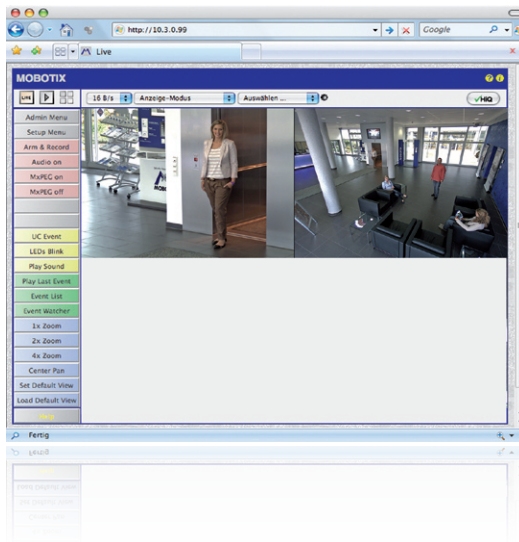 http://10.3.0.99
Google
Live
MOBOTIX
LIVE
16 B/s
Anzeige-Modus
Auswählen ...
HiQ
Admin Menu
Setup Menu
Arm & Record
Audio on
MxPEG on
MxPEG off
UC Event
LEDs Blink
Play Sound
Play Last Event
Event List
Event Watcher
1x Zoom
2x Zoom
4x Zoom
Center Pan
Set Default View
Load Default View
Fertig